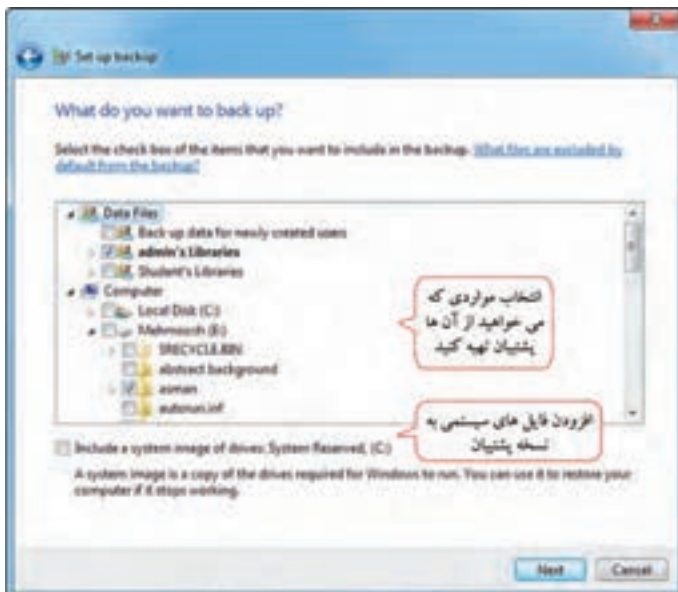 Set up backup
What do you want to back up?
Select the check box of the items that you want to include in the backup. What files are excluded by
default from the backup?
Data Files
Back up data for newly created users
admin's Libraries
Student's Libraries
Computer
Local Disk (C:)
Mehrnoosh (E:)
$RECYCLE.BIN
abstract background
asman
autorun.inf
انتخاب مواردی که
می خواهید از آن ها
پشتیبان تهیه کنید
افزودن فایل های سیستمی به
نسخه پشتیبان
Include a system image of drives: System Reserved, (C:)
A system image is a copy of the drives required for Windows to run. You can use it to restore your
computer if it stops working.
Next
Cancel